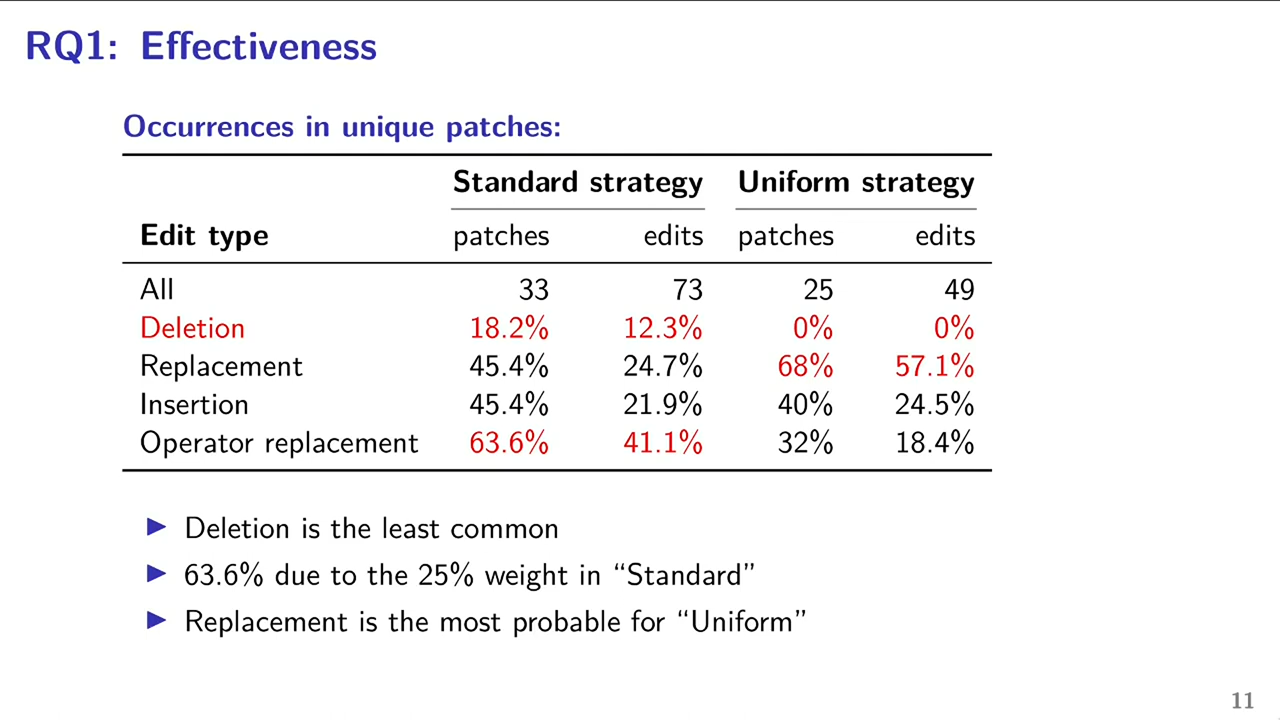 RQ1: Effectiveness
Occurrences in unique patches:
Standard strategy Uniform strategy
Edit type patches edits patches edits
All 33 73 25 49
Deletion 18.2% 12.3% 0% 0%
Replacement 45.4% 24.7% 68% 57.1%
Insertion 45.4% 21.9% 40% 24.5%
Operator replacement 63.6% 41.1% 32% 18.4%
▶ Deletion is the least common
▶ 63.6% due to the 25% weight in “Standard”
▶ Replacement is the most probable for “Uniform”
11